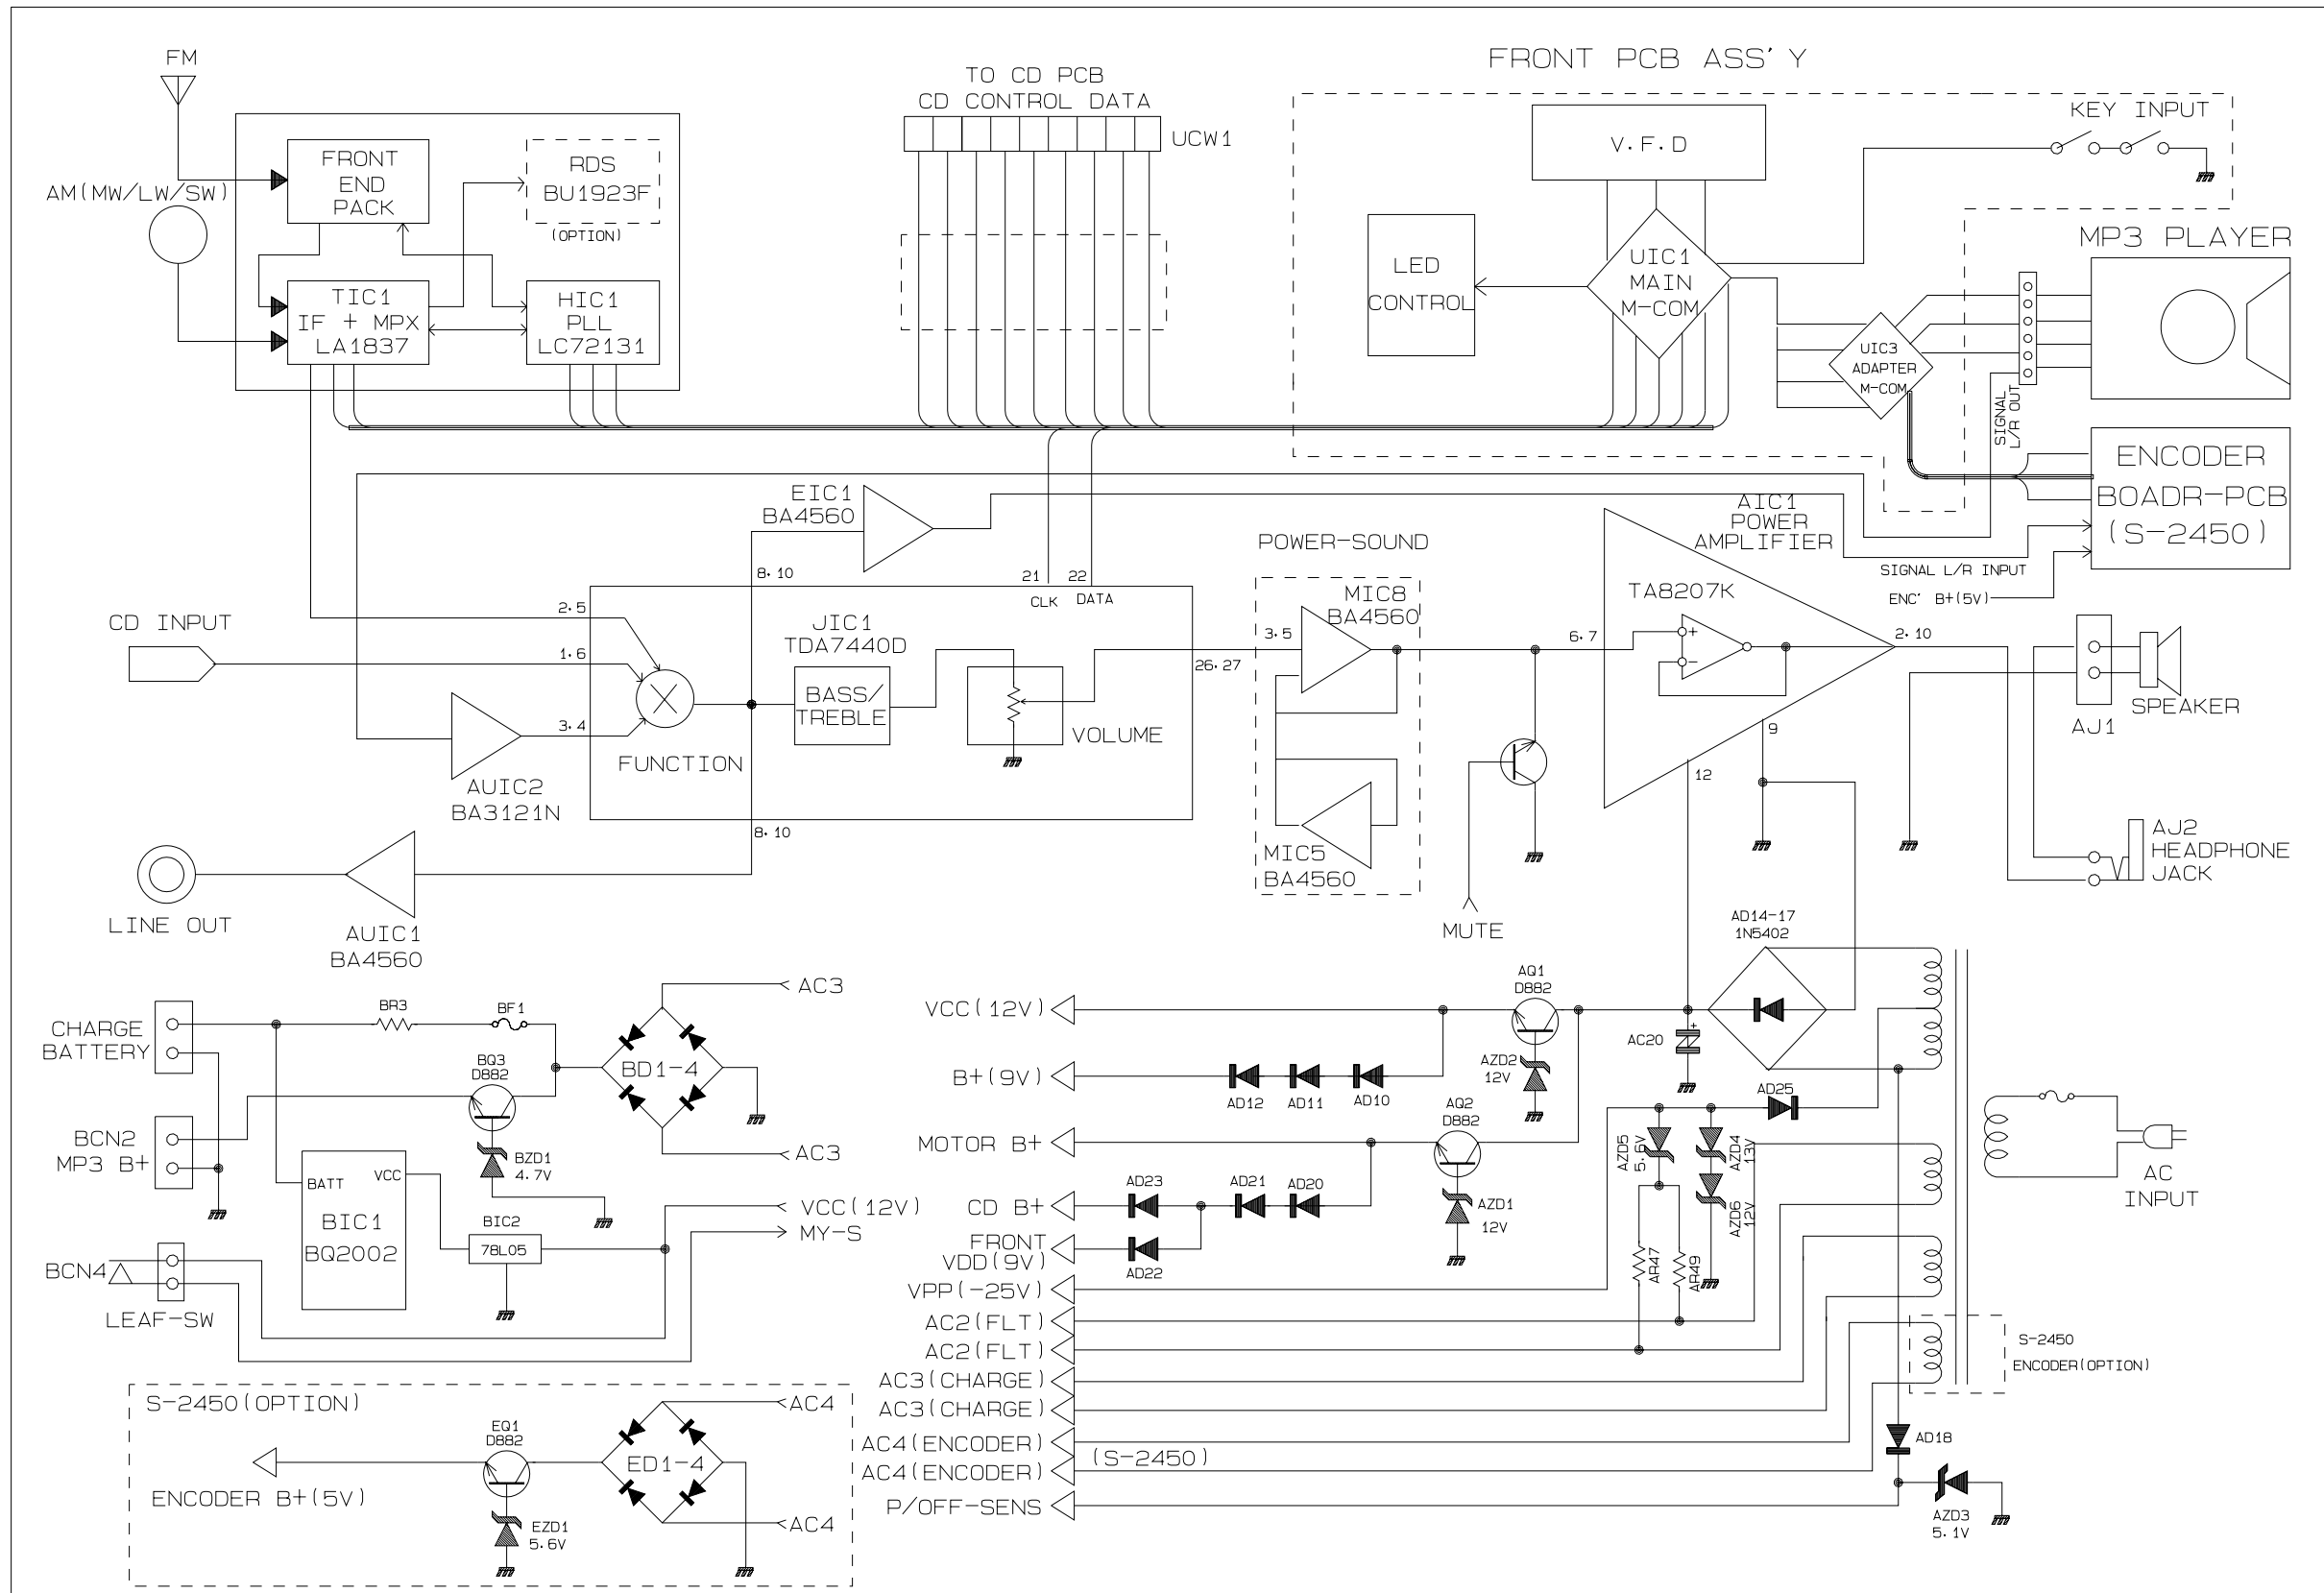 FM
AM(MW/LW/SW)
FRONT
END
PACK
RDS
BU1923F
(OPTION)
TIC1
IF + MPX
LA1837
HIC1
PLL
LC72131
TO CD PCB
CD CONTROL DATA
UCW1
FRONT PCB ASS'Y
V.F.D
KEY INPUT
LED
CONTROL
UIC1
MAIN
M-COM
UIC3
ADAPTER
M-COM
MP3 PLAYER
SIGNAL
L/R OUT
ENCODER
BOADR-PCB
(S-2450)
SIGNAL L/R INPUT
ENC' B+(5V)
EIC1
BA4560
8.10
21
22
CLK
DATA
2.5
CD INPUT
1.6
3.4
AUIC2
BA3121N
FUNCTION
JIC1
TDA7440D
BASS/
TREBLE
VOLUME
26.27
8.10
LINE OUT
AUIC1
BA4560
POWER-SOUND
MIC8
BA4560
3.5
MIC5
BA4560
MUTE
6.7
AIC1
POWER
AMPLIFIER
TA8207K
+
-
2.10
9
12
AJ1
SPEAKER
AJ2
HEADPHONE
JACK
CHARGE
BATTERY
BR3
BF1
BQ3
D882
BD1-4
AC3
AC3
BCN2
MP3 B+
BZD1
4.7V
BATT
VCC
BIC1
BQ2002
BIC2
78L05
VCC(12V)
MY-S
BCN4
LEAF-SW
S-2450(OPTION)
EQ1
D882
ED1-4
AC4
AC4
ENCODER B+(5V)
EZD1
5.6V
VCC(12V)
AQ1
D882
AD14-17
1N5402
AC20
+
AZD2
12V
B+(9V)
AD12
AD11
AD10
AQ2
D882
AD25
MOTOR B+
AZD5
5.6V
AZD4
13V
AZD6
12V
CD B+
AD23
AD21
AD20
AZD1
12V
FRONT
VDD(9V)
AD22
AR47
AR49
VPP(-25V)
AC2(FLT)
AC2(FLT)
AC3(CHARGE)
AC3(CHARGE)
AC4(ENCODER)
(S-2450)
AC4(ENCODER)
P/OFF-SENS
AC
INPUT
S-2450
ENCODER(OPTION)
AD18
AZD3
5.1V